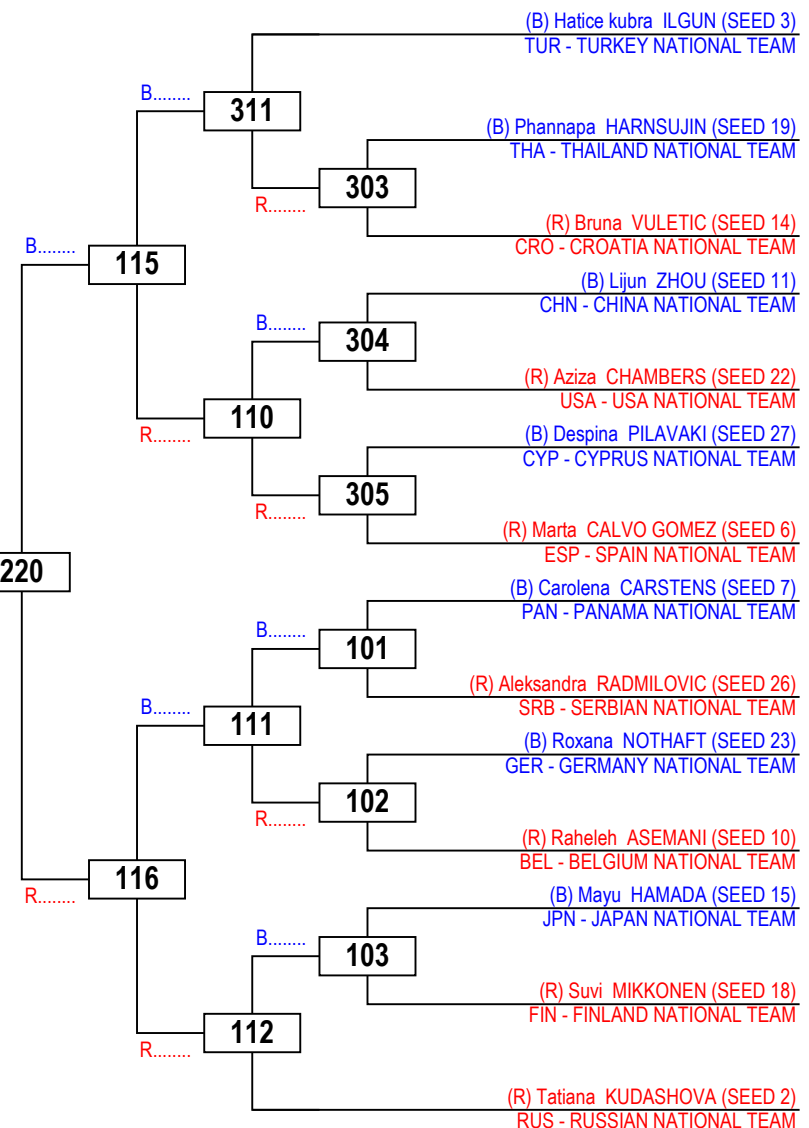 (B) Hatice kubra ILGUN (SEED 3)
TUR - TURKEY NATIONAL TEAM
B........
311
(B) Phannapa HARNSUJIN (SEED 19)
THA - THAILAND NATIONAL TEAM
303
R........
(R) Bruna VULETIC (SEED 14)
CRO - CROATIA NATIONAL TEAM
B........
115
(B) Lijun ZHOU (SEED 11)
CHN - CHINA NATIONAL TEAM
B........
304
(R) Aziza CHAMBERS (SEED 22)
USA - USA NATIONAL TEAM
110
R........
(B) Despina PILAVAKI (SEED 27)
CYP - CYPRUS NATIONAL TEAM
305
R........
(R) Marta CALVO GOMEZ (SEED 6)
ESP - SPAIN NATIONAL TEAM
220
(B) Carolena CARSTENS (SEED 7)
PAN - PANAMA NATIONAL TEAM
B........
101
(R) Aleksandra RADMILOVIC (SEED 26)
SRB - SERBIAN NATIONAL TEAM
B........
111
(B) Roxana NOTHAFT (SEED 23)
GER - GERMANY NATIONAL TEAM
102
R........
(R) Raheleh ASEMANI (SEED 10)
BEL - BELGIUM NATIONAL TEAM
116
R........
(B) Mayu HAMADA (SEED 15)
JPN - JAPAN NATIONAL TEAM
B........
103
(R) Suvi MIKKONEN (SEED 18)
FIN - FINLAND NATIONAL TEAM
112
R........
(R) Tatiana KUDASHOVA (SEED 2)
RUS - RUSSIAN NATIONAL TEAM